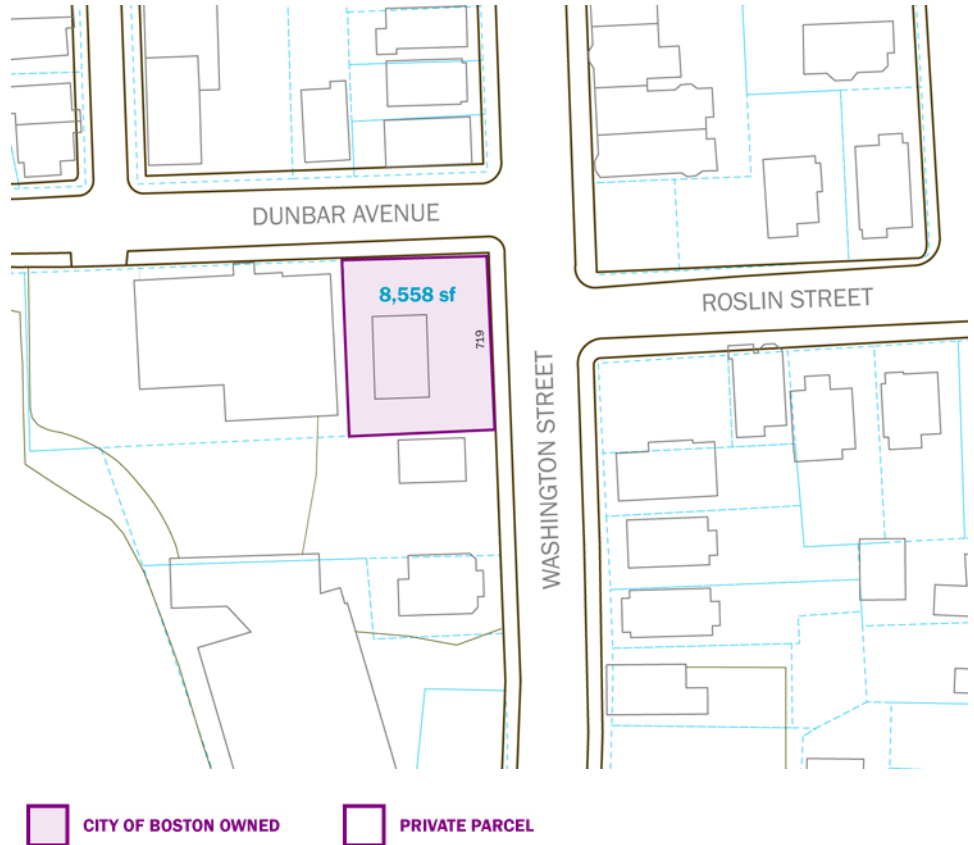 DUNBAR AVENUE
8,558 sf
ROSLIN STREET
719
WASHINGTON STREET
CITY OF BOSTON OWNED
PRIVATE PARCEL